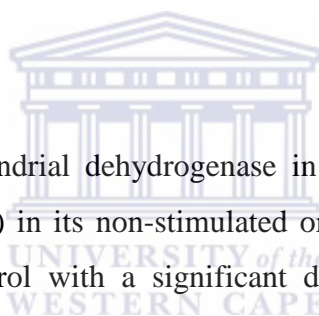 ndrial dehydrogenase in
) in its non-stimulated or
UNIVERSITY of the
rol with a significant d
WESTERN CAPE